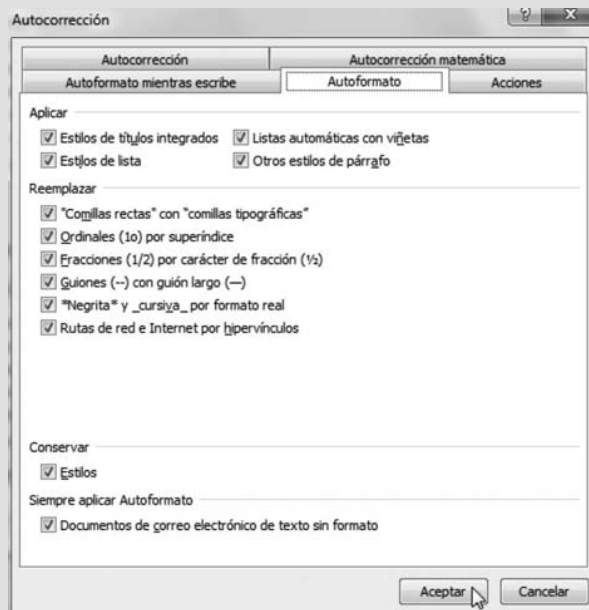 Autocorrección
Autocorrección Autocorrección matemática
Autoformato mientras escribe Autoformato Acciones
Aplicar
Estilos de títulos integrados Listas automáticas con viñetas
Estilos de lista Otros estilos de párrafo
Reemplazar
"Comillas rectas" con “comillas tipográficas”
Ordinales (1o) por superíndice
Fracciones (1/2) por carácter de fracción (½)
Guiones (--) con guión largo (—)
*Negrita* y _cursiva_ por formato real
Rutas de red e Internet por hipervínculos
Conservar
Estilos
Siempre aplicar Autoformato
Documentos de correo electrónico de texto sin formato
Aceptar Cancelar